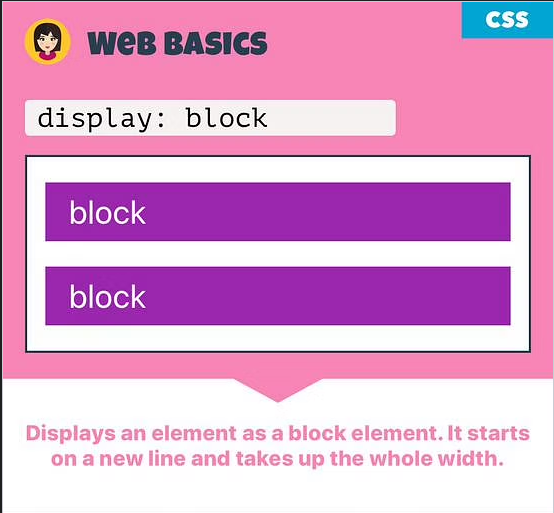 CSS
WeB BASICS
display: block
block
block
Displays an element as a block element. It starts
on a new line and takes up the whole width.